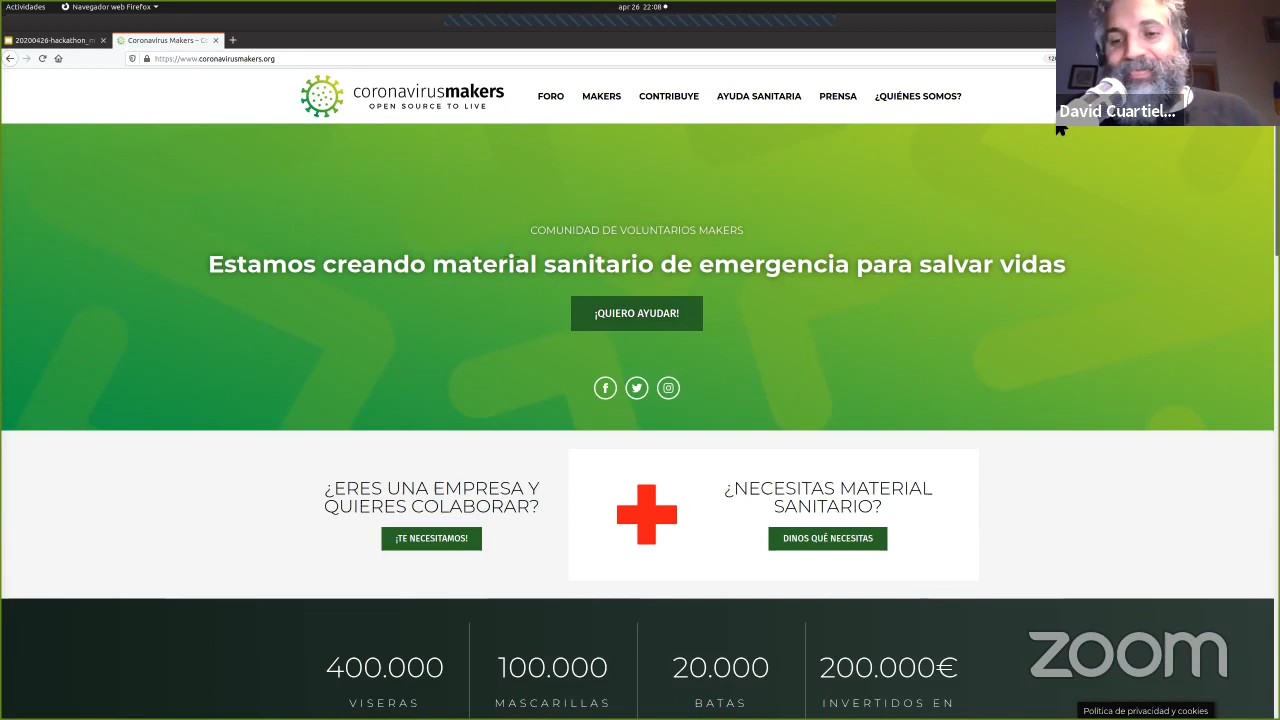 Actividades
Navegador web Firefox
apr 26 22:08
20200426-hackathon_m
Coronavirus Makers – C
https://www.coronavirusmakers.org
coronavirusmakers
OPEN SOURCE TO LIVE
FORO
MAKERS
CONTRIBUYE
AYUDA SANITARIA
PRENSA
¿QUIÉNES SOMOS?
David Cuartiel...
COMUNIDAD DE VOLUNTARIOS MAKERS
Estamos creando material sanitario de emergencia para salvar vidas
¡QUIERO AYUDAR!
¿ERES UNA EMPRESA Y
QUIERES COLABORAR?
¡TE NECESITAMOS!
¿NECESITAS MATERIAL
SANITARIO?
DINOS QUÉ NECESITAS
400.000
VISERAS
100.000
MASCARILLAS
20.000
BATAS
200.000€
INVERTIDOS EN
zoom
Política de privacidad y cookies